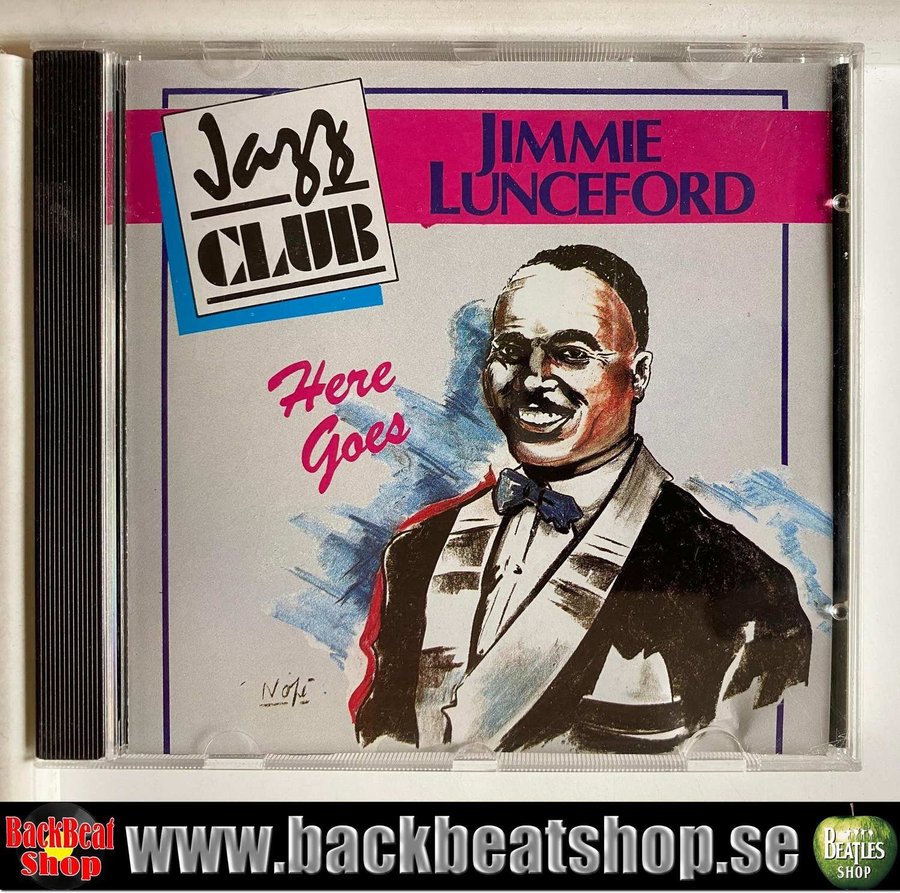 Jazz
CLUB
JIMMIE
LUNCEFORD
Here
Goes
BackBeat
Shop
www.backbeatshop.se
BEATLES
SHOP